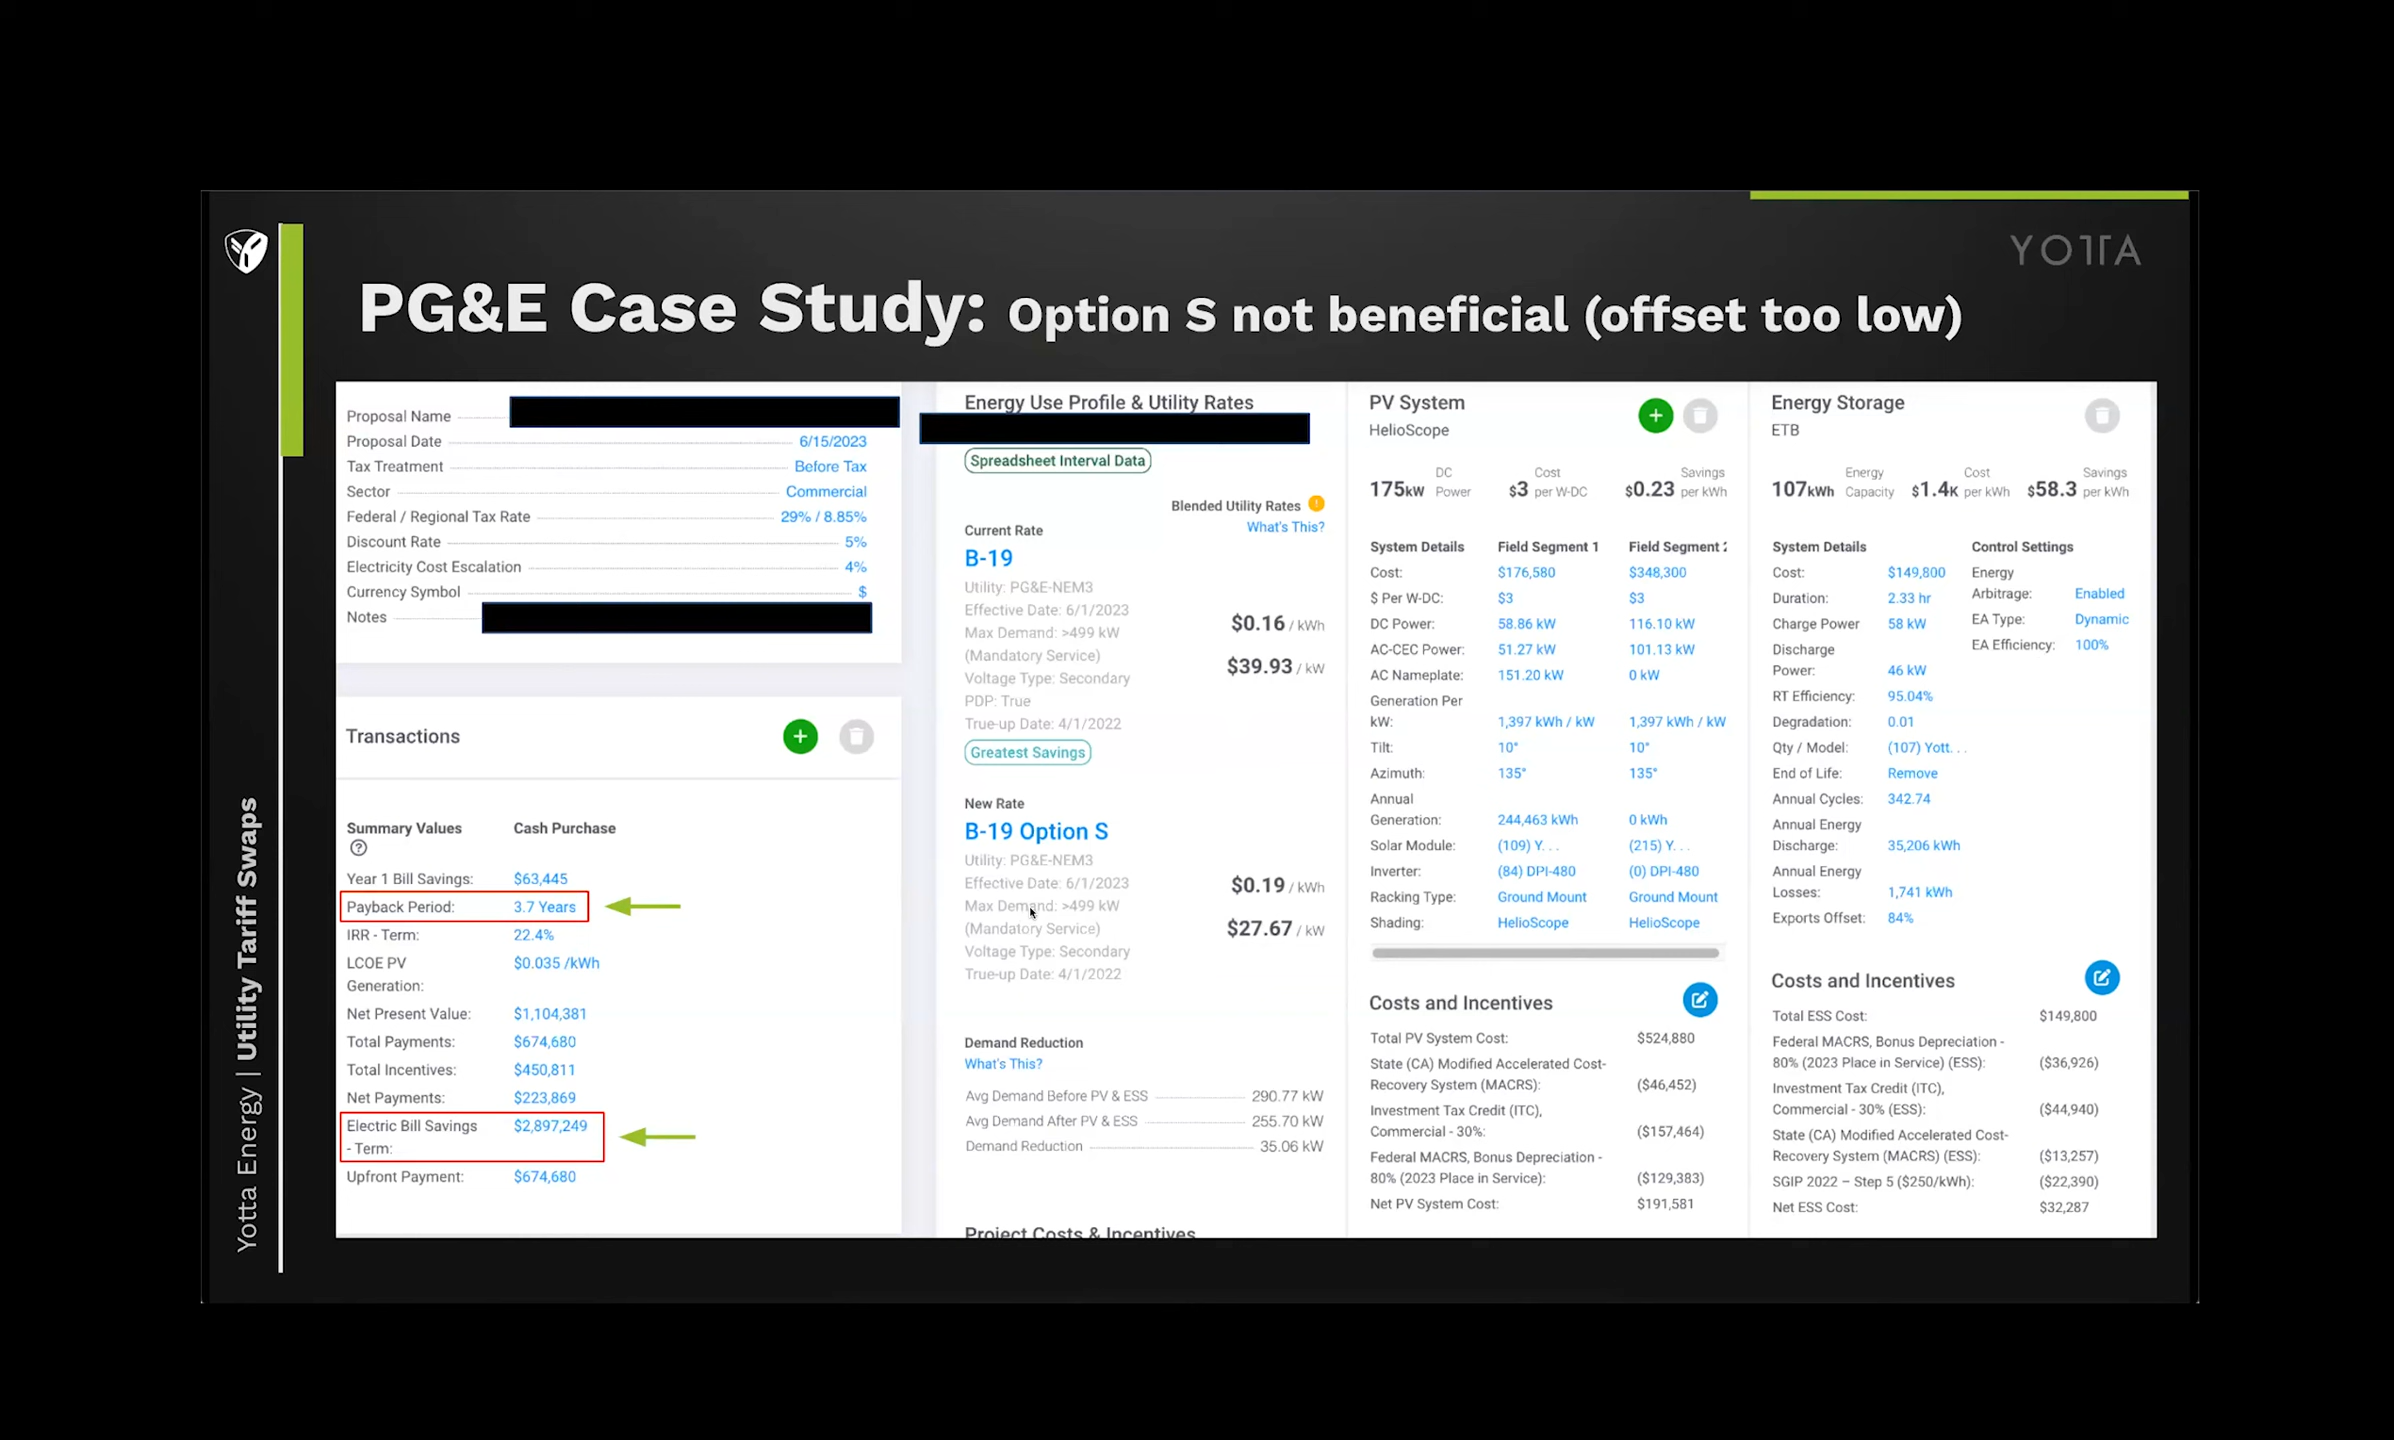 YOTTA
PG&E Case Study: Option S not beneficial (offset too low)
Yotta Energy | Utility Tariff Swaps
Proposal Name
Proposal Date 6/15/2023
Tax Treatment Before Tax
Sector Commercial
Federal / Regional Tax Rate 29% / 8.85%
Discount Rate 5%
Electricity Cost Escalation 4%
Currency Symbol $
Notes
Transactions
Summary Values Cash Purchase
Year 1 Bill Savings: $63,445
Payback Period: 3.7 Years
IRR - Term: 22.4%
LCOE PV $0.035 /kWh
Generation:
Net Present Value: $1,104,381
Total Payments: $674,680
Total Incentives: $450,811
Net Payments: $223,869
Electric Bill Savings $2,897,249
- Term:
Upfront Payment: $674,680
Energy Use Profile & Utility Rates
Spreadsheet Interval Data
Blended Utility Rates
What's This?
Current Rate
B-19
Utility: PG&E-NEM3
Effective Date: 6/1/2023
$0.16 / kWh
Max Demand: >499 kW
(Mandatory Service)
$39.93 / kW
Voltage Type: Secondary
PDP: True
True-up Date: 4/1/2022
Greatest Savings
New Rate
B-19 Option S
Utility: PG&E-NEM3
Effective Date: 6/1/2023
$0.19 / kWh
Max Demand: >499 kW
(Mandatory Service)
$27.67 / kW
Voltage Type: Secondary
True-up Date: 4/1/2022
Demand Reduction
What's This?
Avg Demand Before PV & ESS 290.77 kW
Avg Demand After PV & ESS 255.70 kW
Demand Reduction 35.06 kW
Project Costs & Incentives
PV System
HelioScope
175kW DC Power $3 Cost per W-DC $0.23 Savings per kWh
System Details Field Segment 1 Field Segment 2
Cost: $176,580 $348,300
$ Per W-DC: $3 $3
DC Power: 58.86 kW 116.10 kW
AC-CEC Power: 51.27 kW 101.13 kW
AC Nameplate: 151.20 kW 0 kW
Generation Per
kW: 1,397 kWh / kW 1,397 kWh / kW
Tilt: 10° 10°
Azimuth: 135° 135°
Annual
Generation: 244,463 kWh 0 kWh
Solar Module: (109) Y. . . (215) Y. . .
Inverter: (84) DPI-480 (0) DPI-480
Racking Type: Ground Mount Ground Mount
Shading: HelioScope HelioScope
Costs and Incentives
Total PV System Cost: $524,880
State (CA) Modified Accelerated Cost-
Recovery System (MACRS): ($46,452)
Investment Tax Credit (ITC),
Commercial - 30%: ($157,464)
Federal MACRS, Bonus Depreciation -
80% (2023 Place in Service): ($129,383)
Net PV System Cost: $191,581
Energy Storage
ETB
107kWh Energy Capacity $1.4K Cost per kWh $58.3 Savings per kWh
System Details Control Settings
Cost: $149,800 Energy
Arbitrage: Enabled
Duration: 2.33 hr
Charge Power 58 kW EA Type: Dynamic
Discharge EA Efficiency: 100%
Power: 46 kW
RT Efficiency: 95.04%
Degradation: 0.01
Qty / Model: (107) Yott. . .
End of Life: Remove
Annual Cycles: 342.74
Annual Energy
Discharge: 35,206 kWh
Annual Energy
Losses: 1,741 kWh
Exports Offset: 84%
Costs and Incentives
Total ESS Cost: $149,800
Federal MACRS, Bonus Depreciation -
80% (2023 Place in Service) (ESS): ($36,926)
Investment Tax Credit (ITC),
Commercial - 30% (ESS): ($44,940)
State (CA) Modified Accelerated Cost-
Recovery System (MACRS) (ESS): ($13,257)
SGIP 2022 – Step 5 ($250/kWh): ($22,390)
Net ESS Cost: $32,287